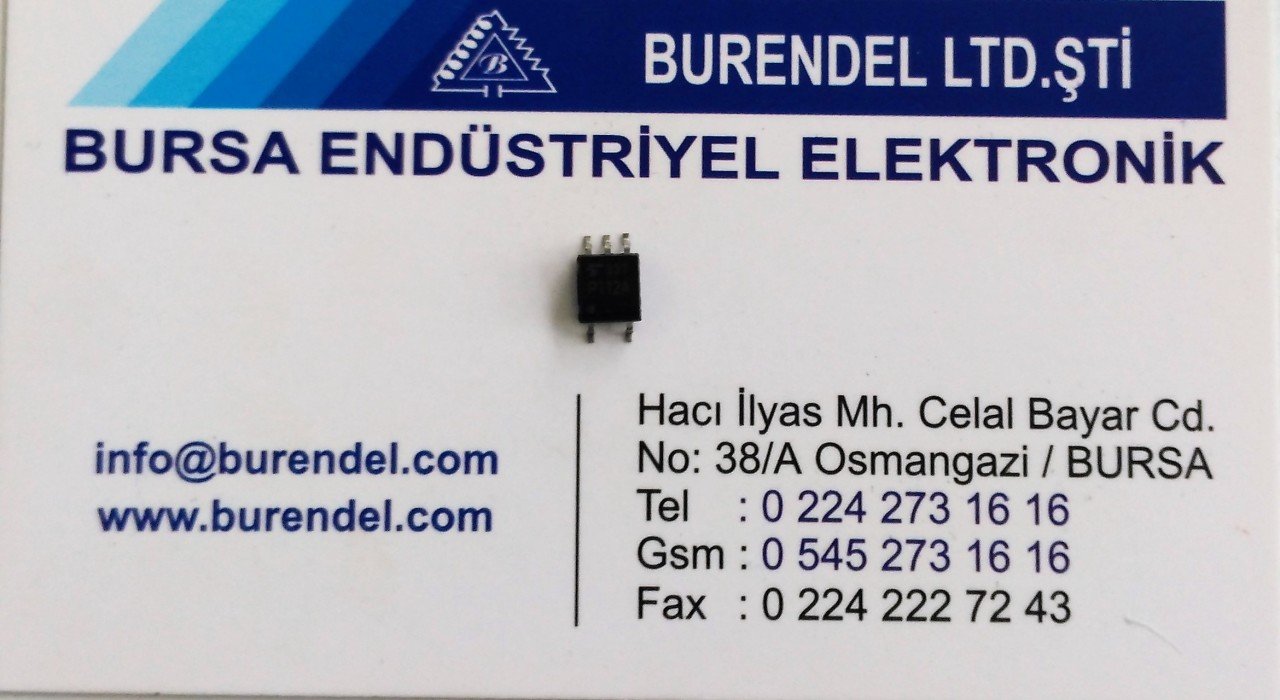 B
BURENDEL LTD.ŞTİ
BURSA ENDÜSTRİYEL ELEKTRONİK
info@burendel.com
www.burendel.com
Hacı İlyas Mh. Celal Bayar Cd.
No: 38/A Osmangazi / BURSA
Tel : 0 224 273 16 16
Gsm : 0 545 273 16 16
Fax : 0 224 222 72 43